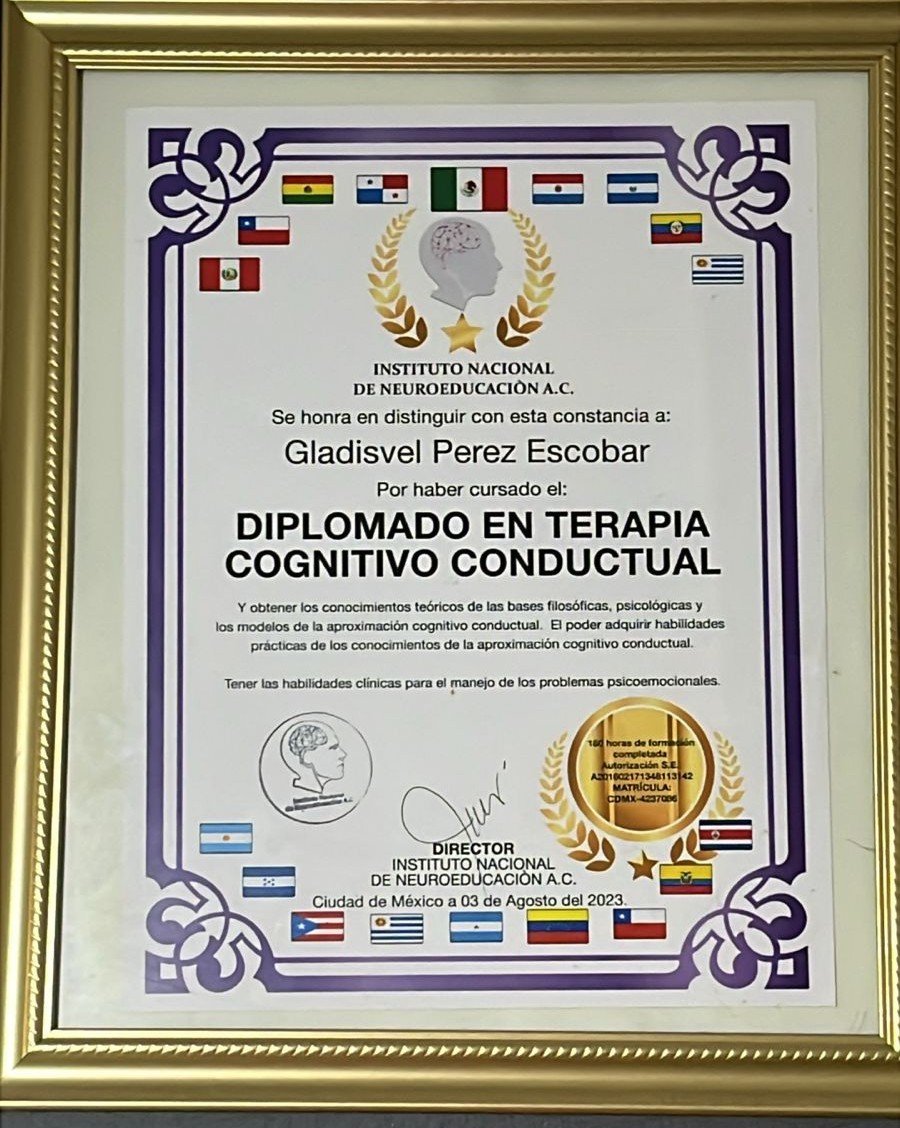 INSTITUTO NACIONAL
DE NEUROEDUCACIÒN A.C.
Se honra en distinguir con esta constancia a:
Gladisvel Perez Escobar
Por haber cursado el:
DIPLOMADO EN TERAPIA
COGNITIVO CONDUCTUAL
Y obtener los conocimientos teóricos de las bases filosóficas, psicológicas y
los modelos de la aproximación cognitivo conductual. El poder adquirir habilidades
prácticas de los conocimientos de la aproximación cognitivo conductual.
Tener las habilidades clínicas para el manejo de los problemas psicoemocionales.
180 horas de formación
completada
Autorización S.E.
MATRÍCULA:
CDMX-4237086
DIRECTOR
INSTITUTO NACIONAL
DE NEUROEDUCACIÒN A.C.
Ciudad de México a 03 de Agosto del 2023.